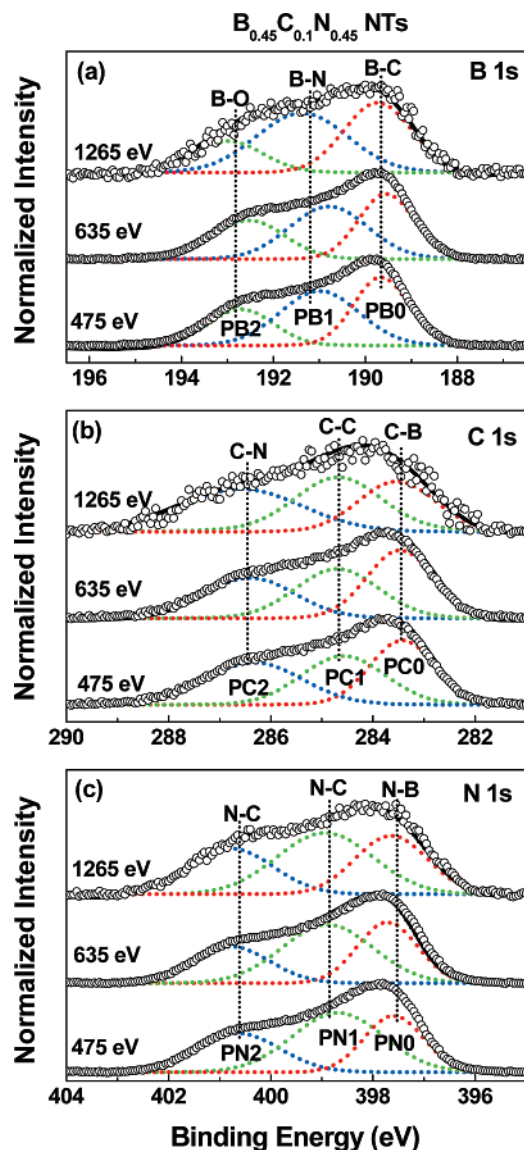 B0.45C0.1N0.45 NTs
(a) B 1s
B-O B-N B-C
1265 eV
635 eV
475 eV
PB2 PB1 PB0
196 194 192 190 188
Normalized Intensity
(b) C 1s
C-N C-C C-B
1265 eV
635 eV
475 eV
PC2 PC1 PC0
290 288 286 284 282
Normalized Intensity
(c) N 1s
N-C N-C N-B
1265 eV
635 eV
475 eV
PN2 PN1 PN0
404 402 400 398 396
Normalized Intensity
Binding Energy (eV)